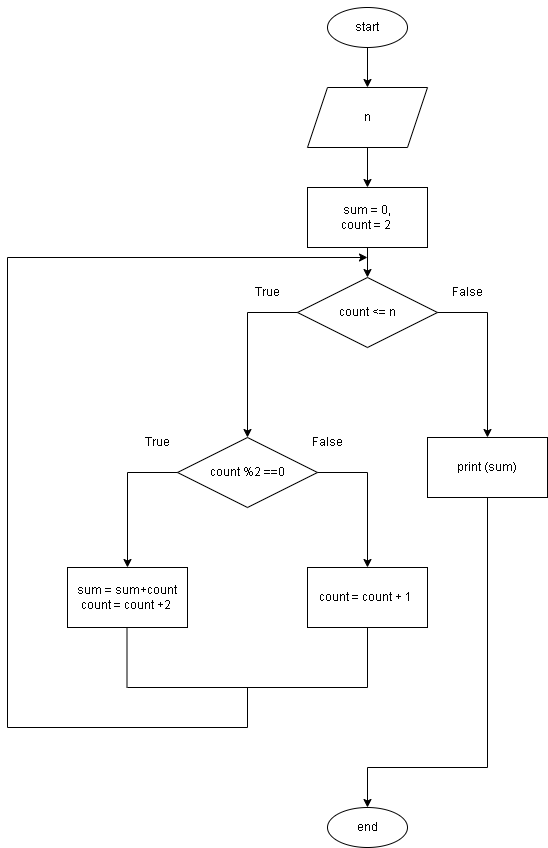 start
n
sum = 0,
count = 2
True
False
count <= n
True
False
count %2 ==0
print (sum)
sum = sum+count
count = count +2
count = count + 1
end